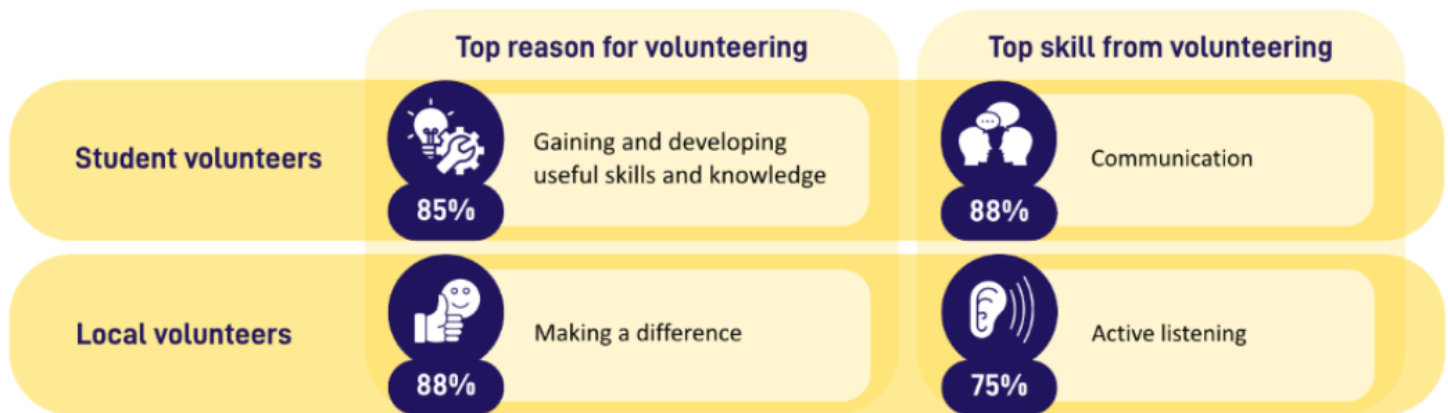 Top reason for volunteering
Top skill from volunteering
Student volunteers
Gaining and developing
useful skills and knowledge
85%
Communication
88%
Local volunteers
Making a difference
88%
Active listening
75%